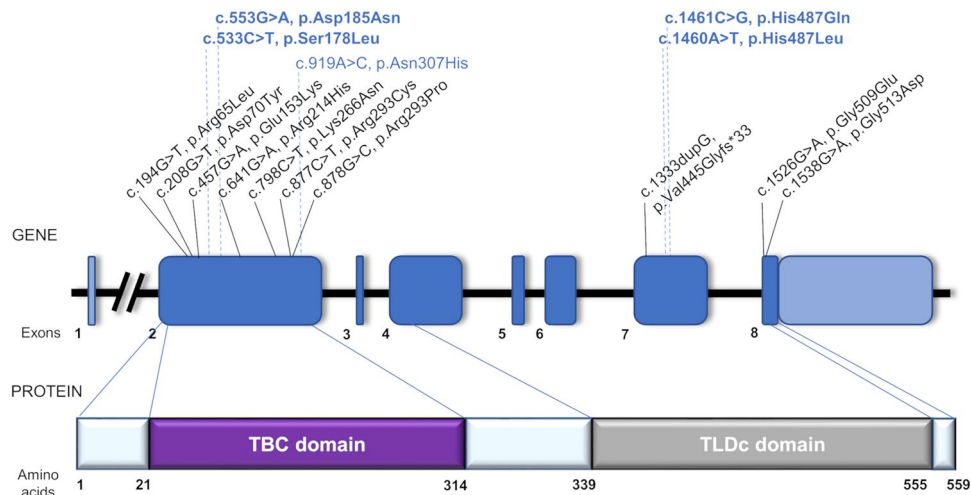 c.553G>A, p.Asp185Asn
c.533C>T, p.Ser178Leu
c.919A>C, p.Asn307His
c.1461C>G, p.His487Gln
c.1460A>T, p.His487Leu
c.194G>T, p.Arg65Leu
c.208G>T, p.Asp70Tyr
c.457G>A, p.Glu153Lys
c.641G>A, p.Arg214His
c.798C>T, p.Lys266Asn
c.877C>T, p.Arg293Cys
c.878G>C, p.Arg293Pro
c.1333dupG,
p.Val445Glyfs*33
c.1526G>A, p.Gly509Glu
c.1538G>A, p.Gly513Asp
GENE
Exons 1 2 3 4 5 6 7 8
PROTEIN
TBC domain TLDc domain
Amino
acids
1 21 314 339 555 559